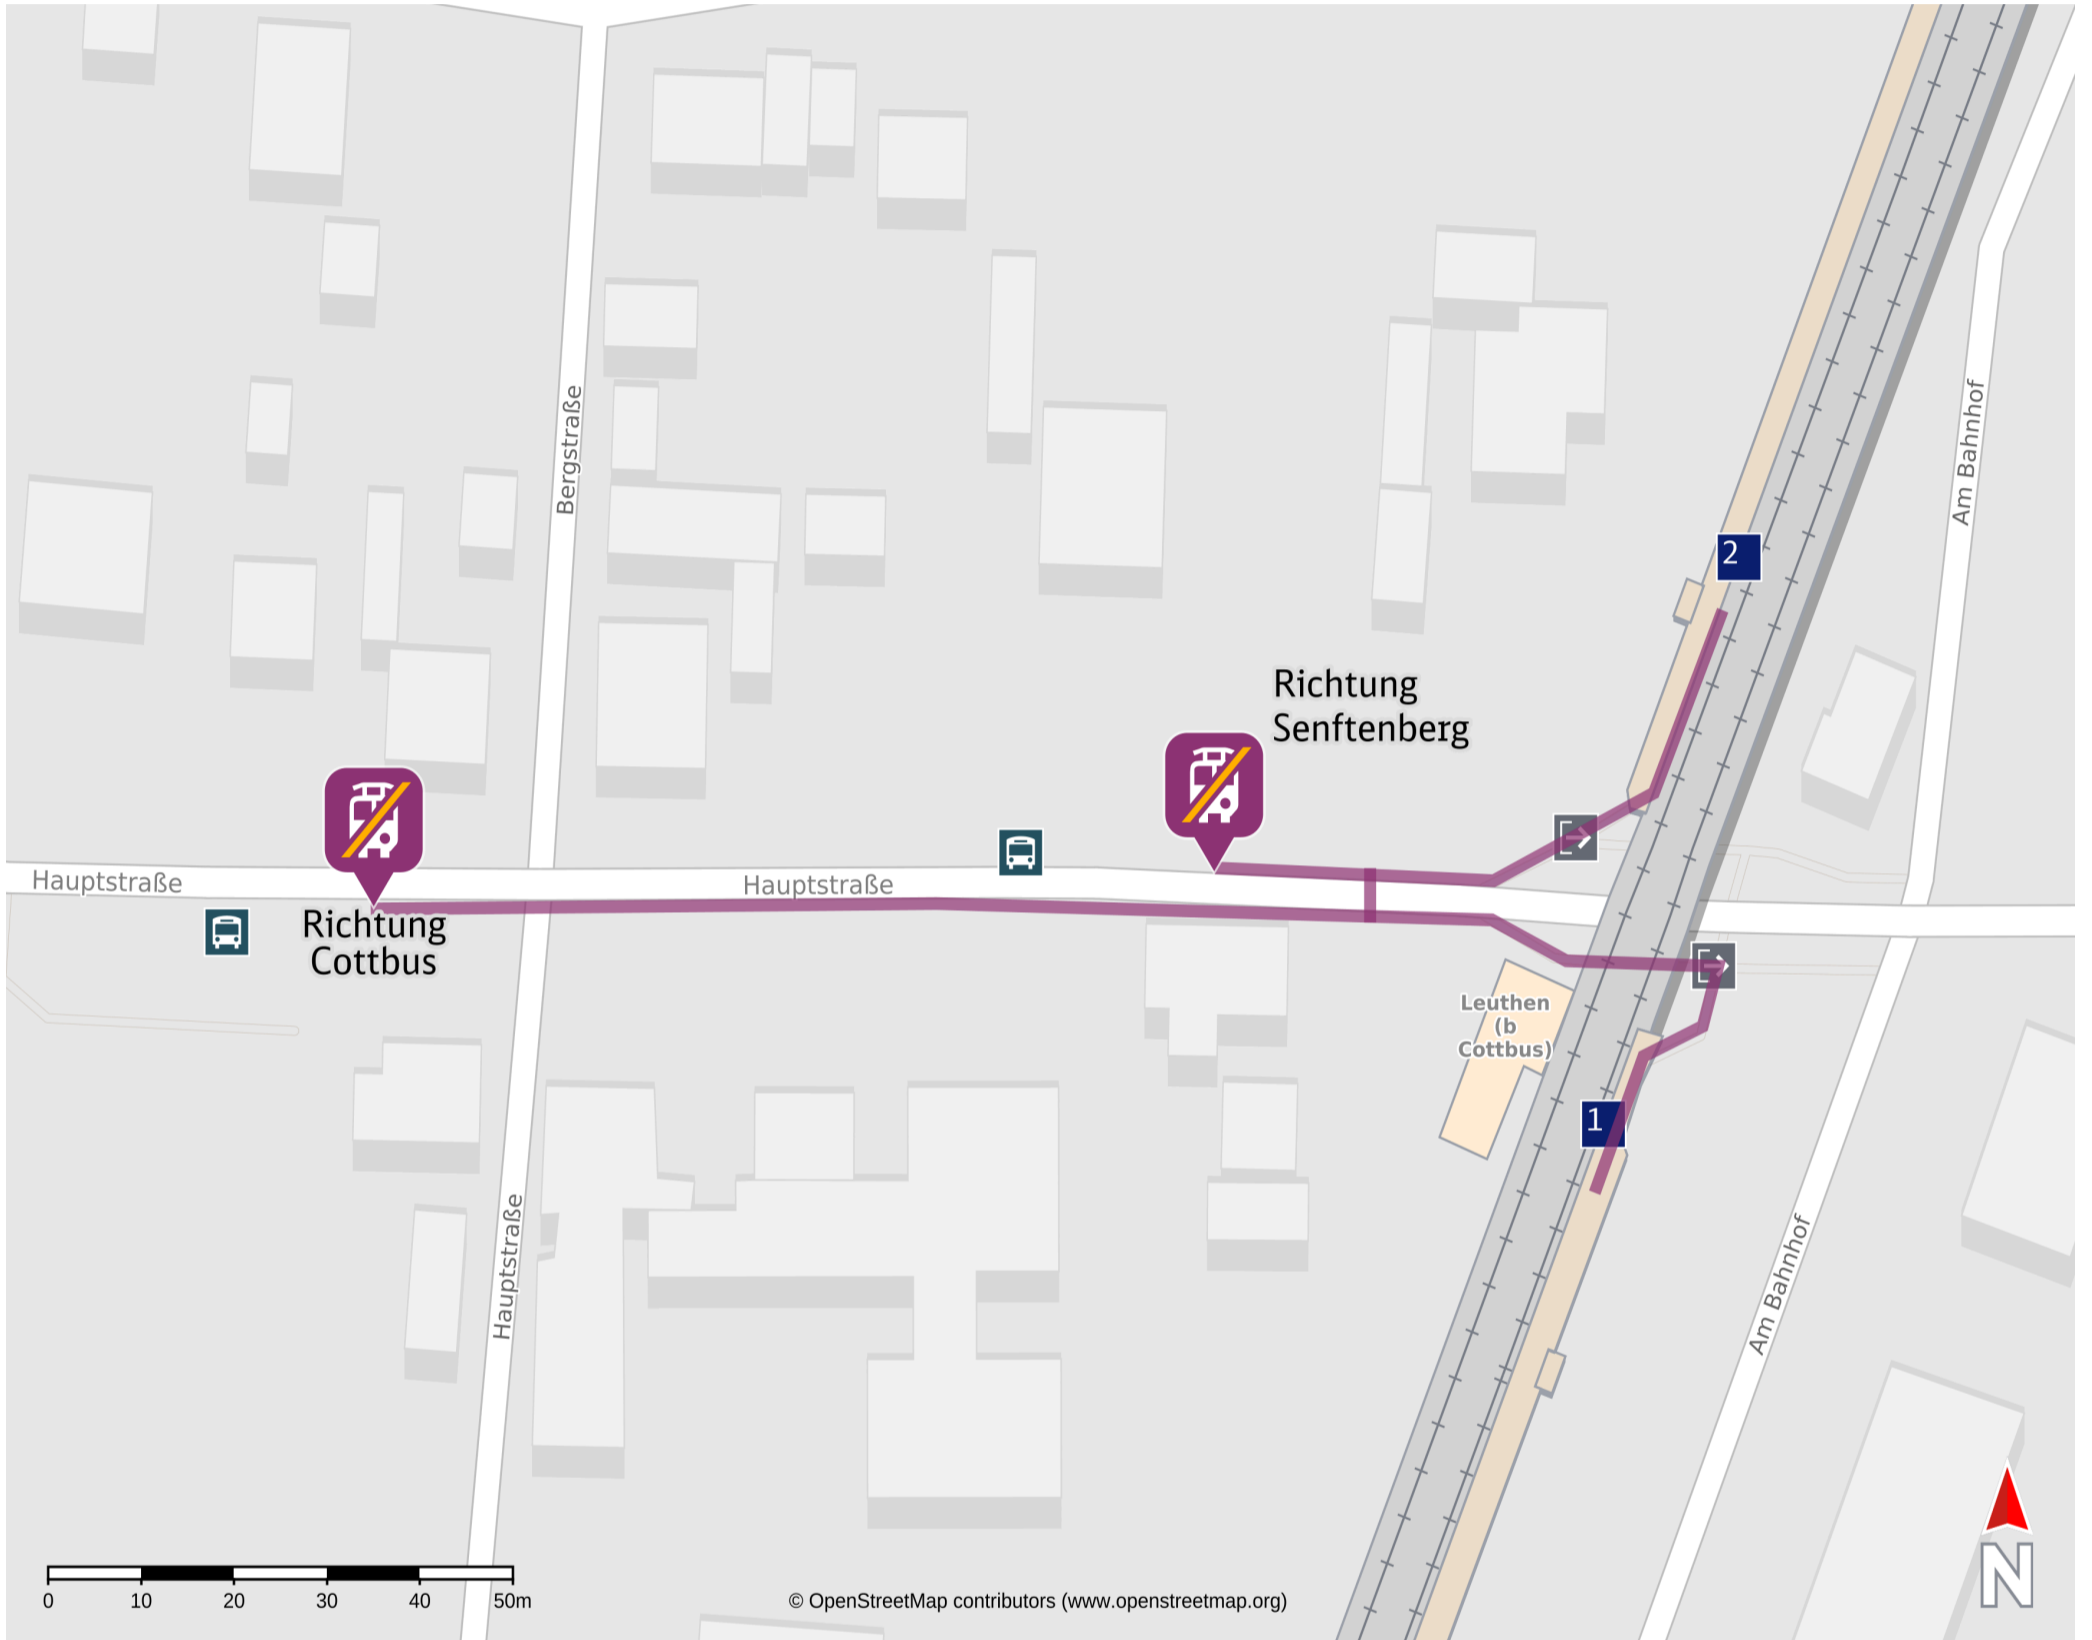 Bergstraße
Am Bahnhof
2
Richtung
Senftenberg
Hauptstraße
Hauptstraße
Richtung
Cottbus
Leuthen
(b
Cottbus)
1
Hauptstraße
Am Bahnhof
N
0 10 20 30 40 50m
© OpenStreetMap contributors (www.openstreetmap.org)